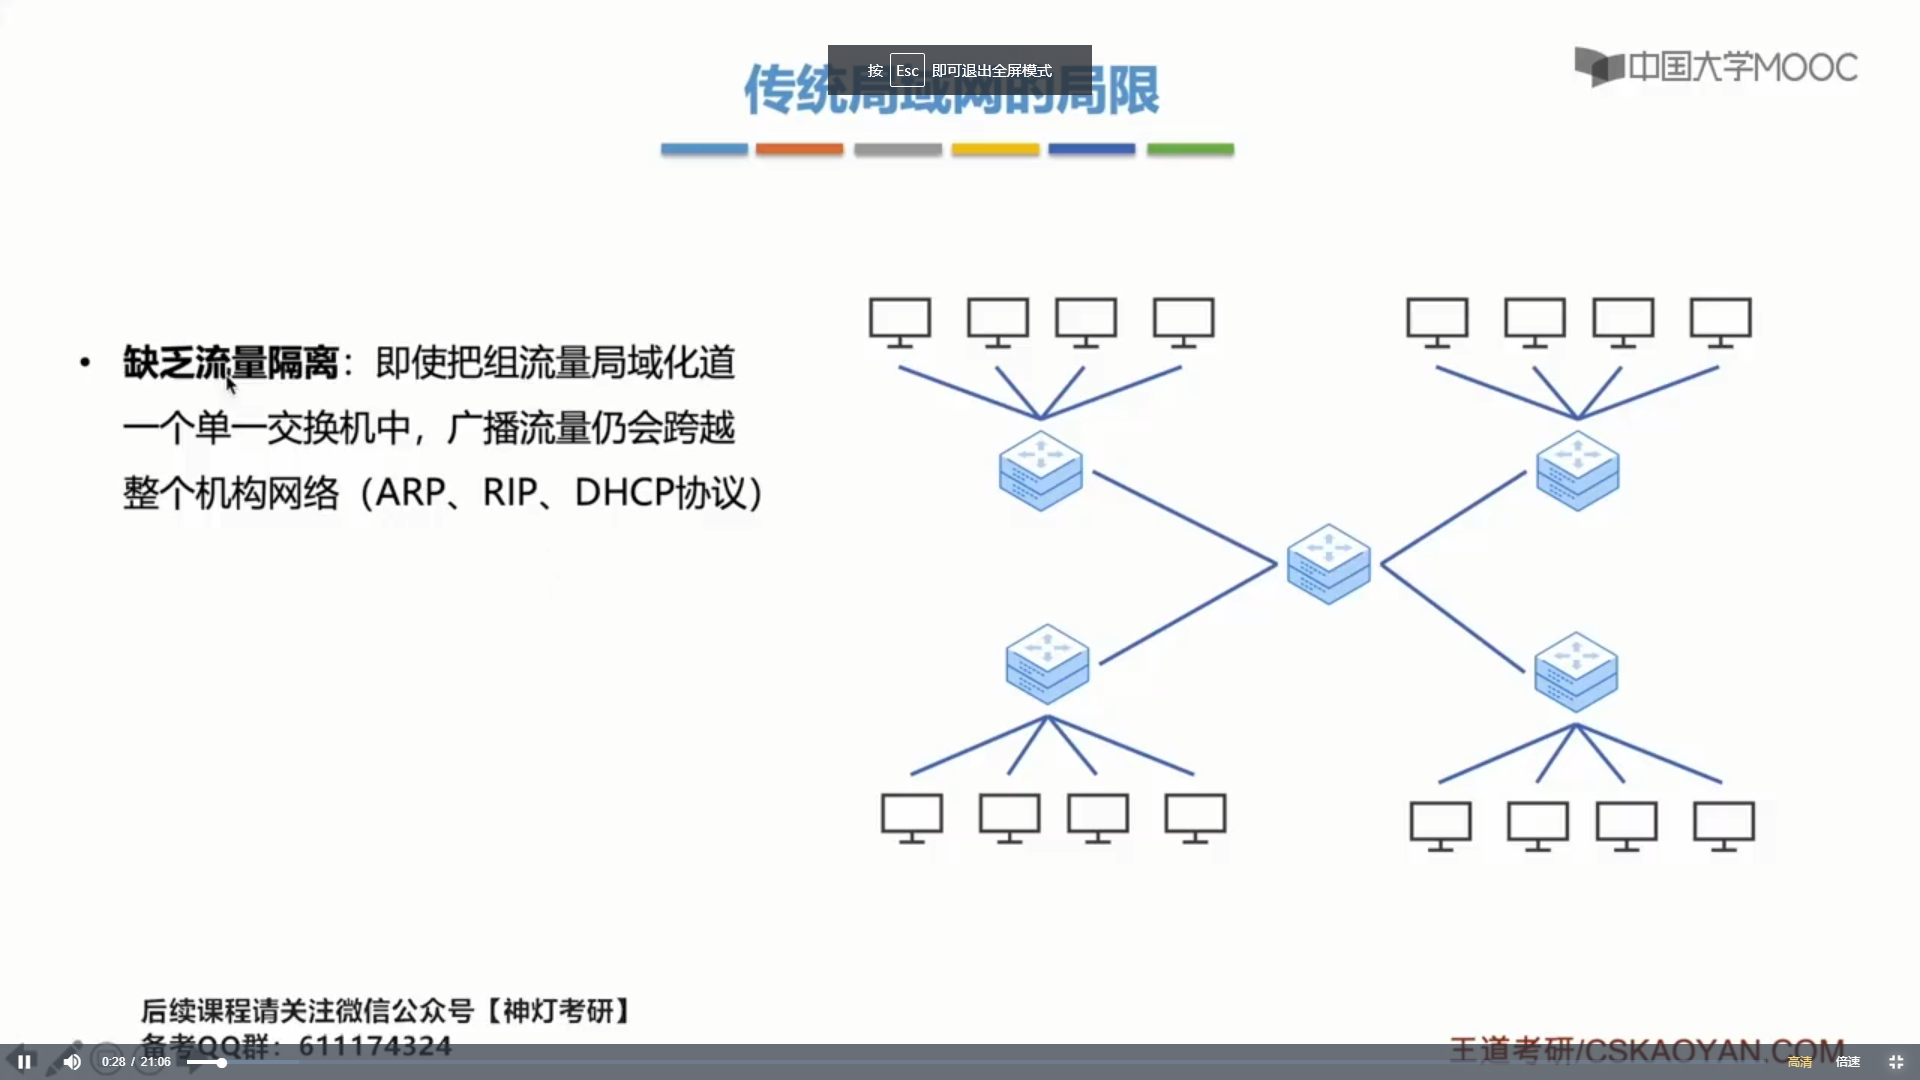 按 Esc 即可退出全屏模式
中国大学MOOC
传统局域网的局限
• 缺乏流量隔离：即使把组流量局域化道
一个单一交换机中，广播流量仍会跨越
整个机构网络（ARP、RIP、DHCP协议）
后续课程请关注微信公众号【神灯考研】
备考QQ群：611174324
王道考研/CSKAOYAN.COM
0:28 / 21:06
高清
倍速